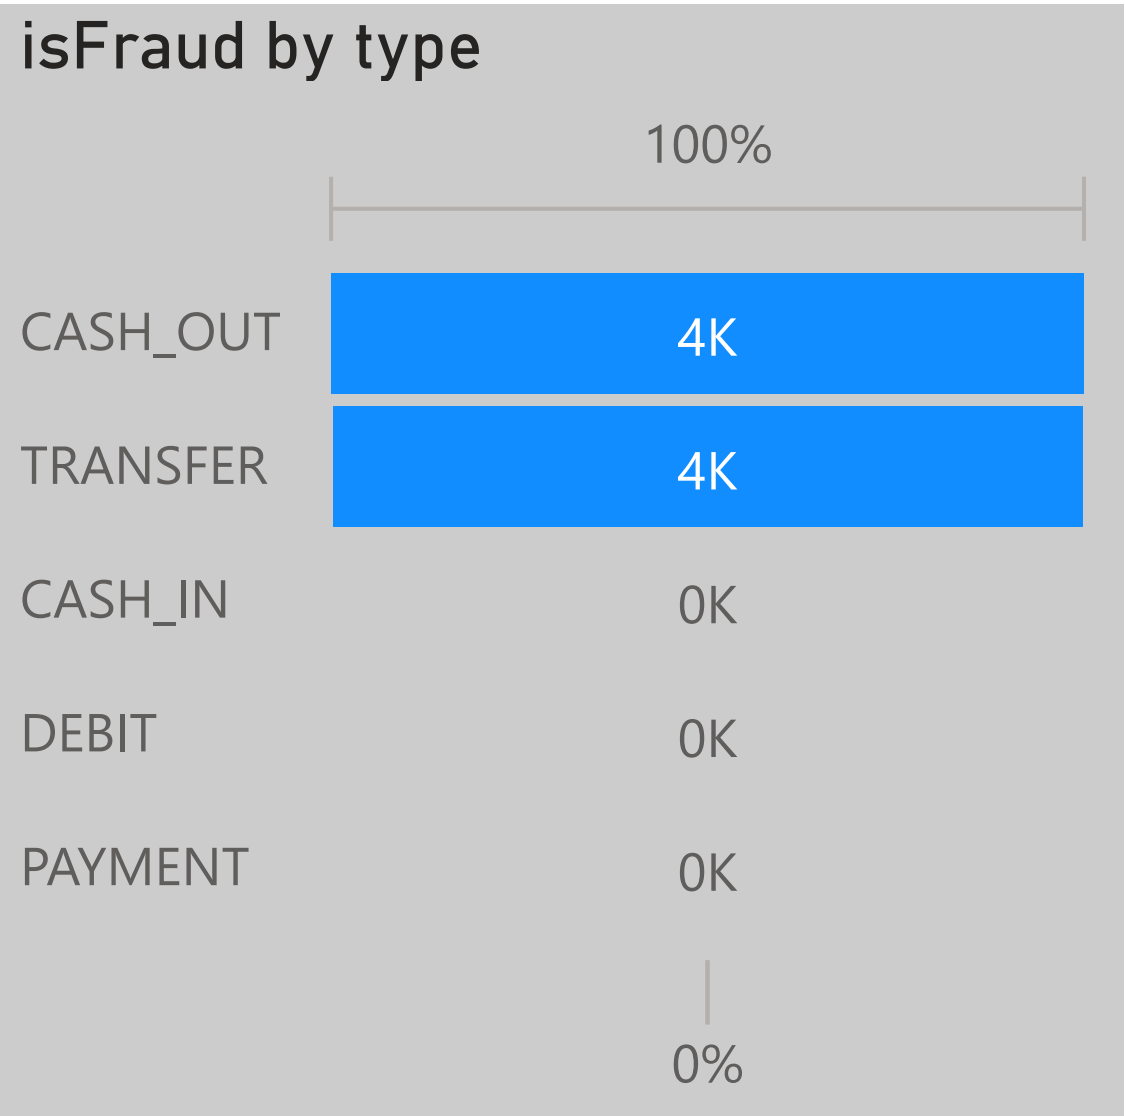 isFraud by type
100%
CASH_OUT 4K
TRANSFER 4K
CASH_IN 0K
DEBIT 0K
PAYMENT 0K
0%